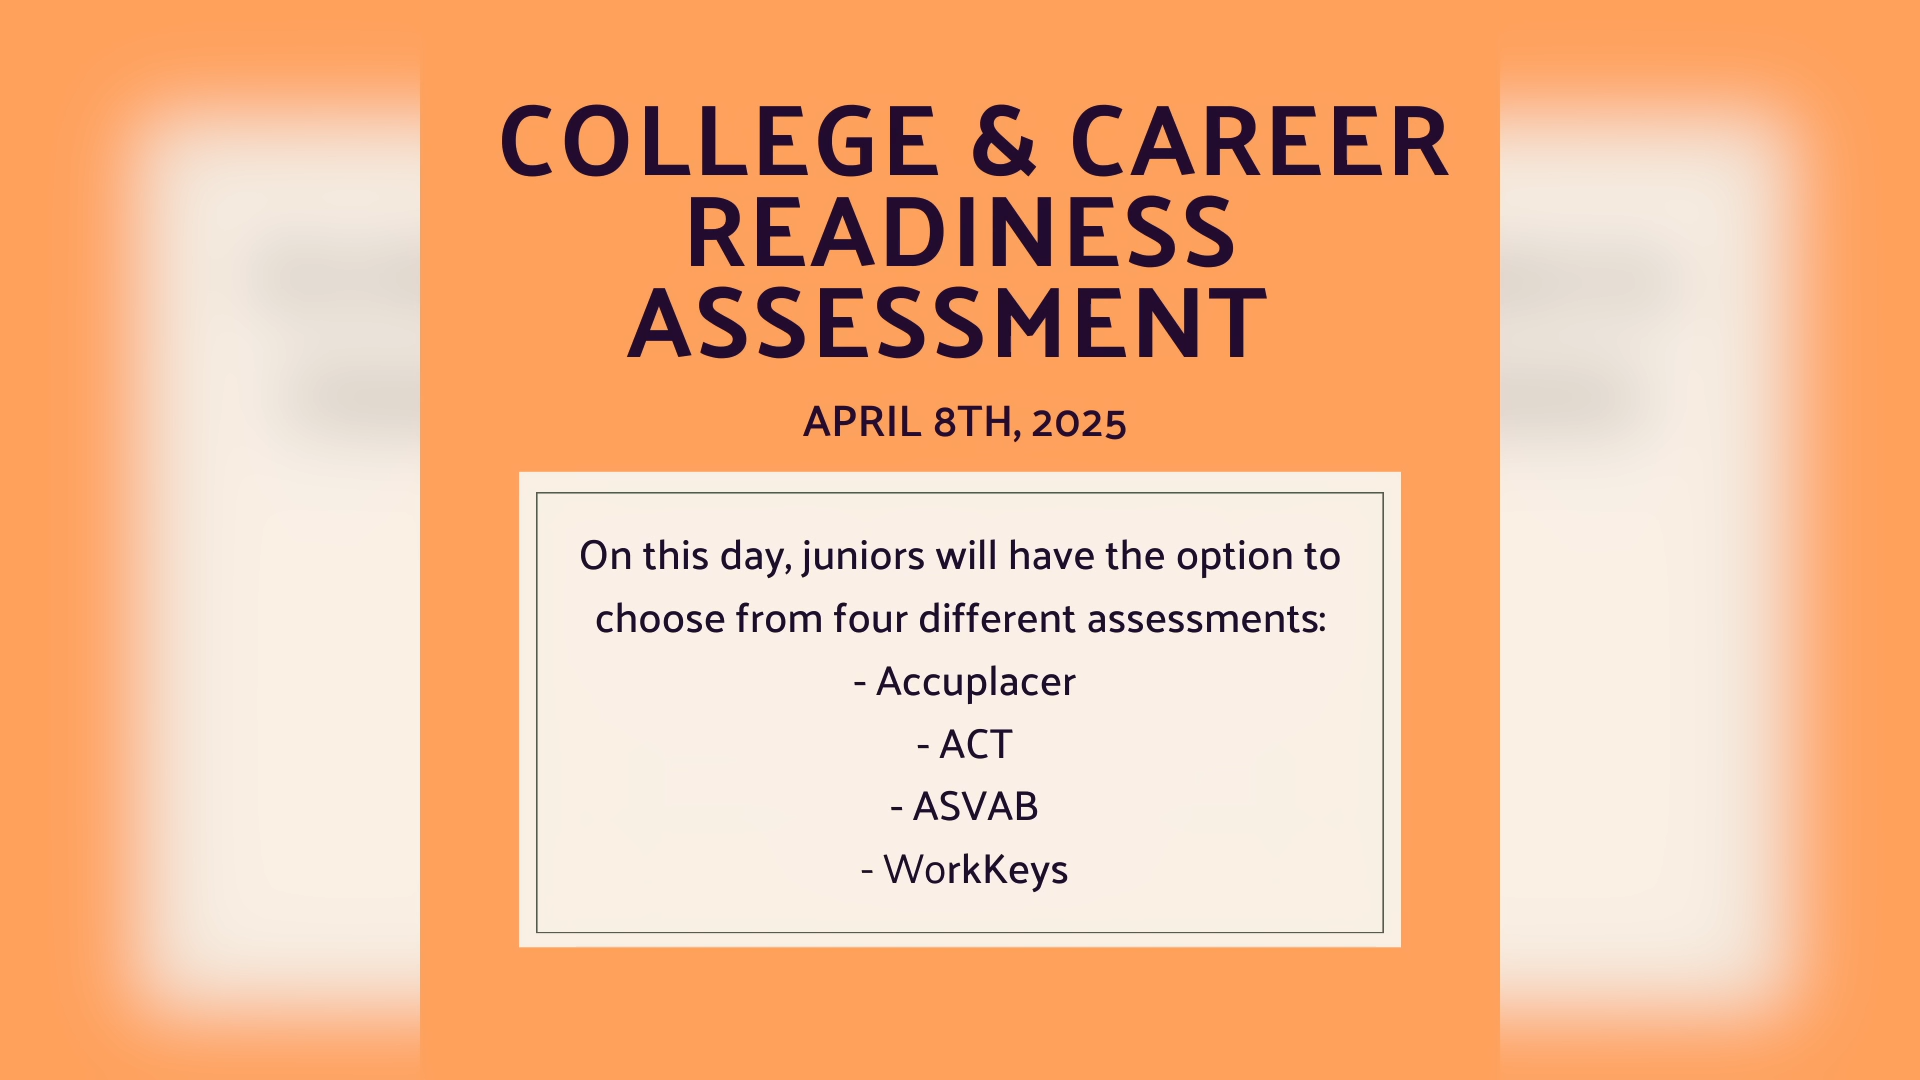 COLLEGE & CAREER
READINESS
ASSESSMENT
APRIL 8TH, 2025
On this day, juniors will have the option to
choose from four different assessments:
- Accuplacer
- ACT
- ASVAB
- WorkKeys